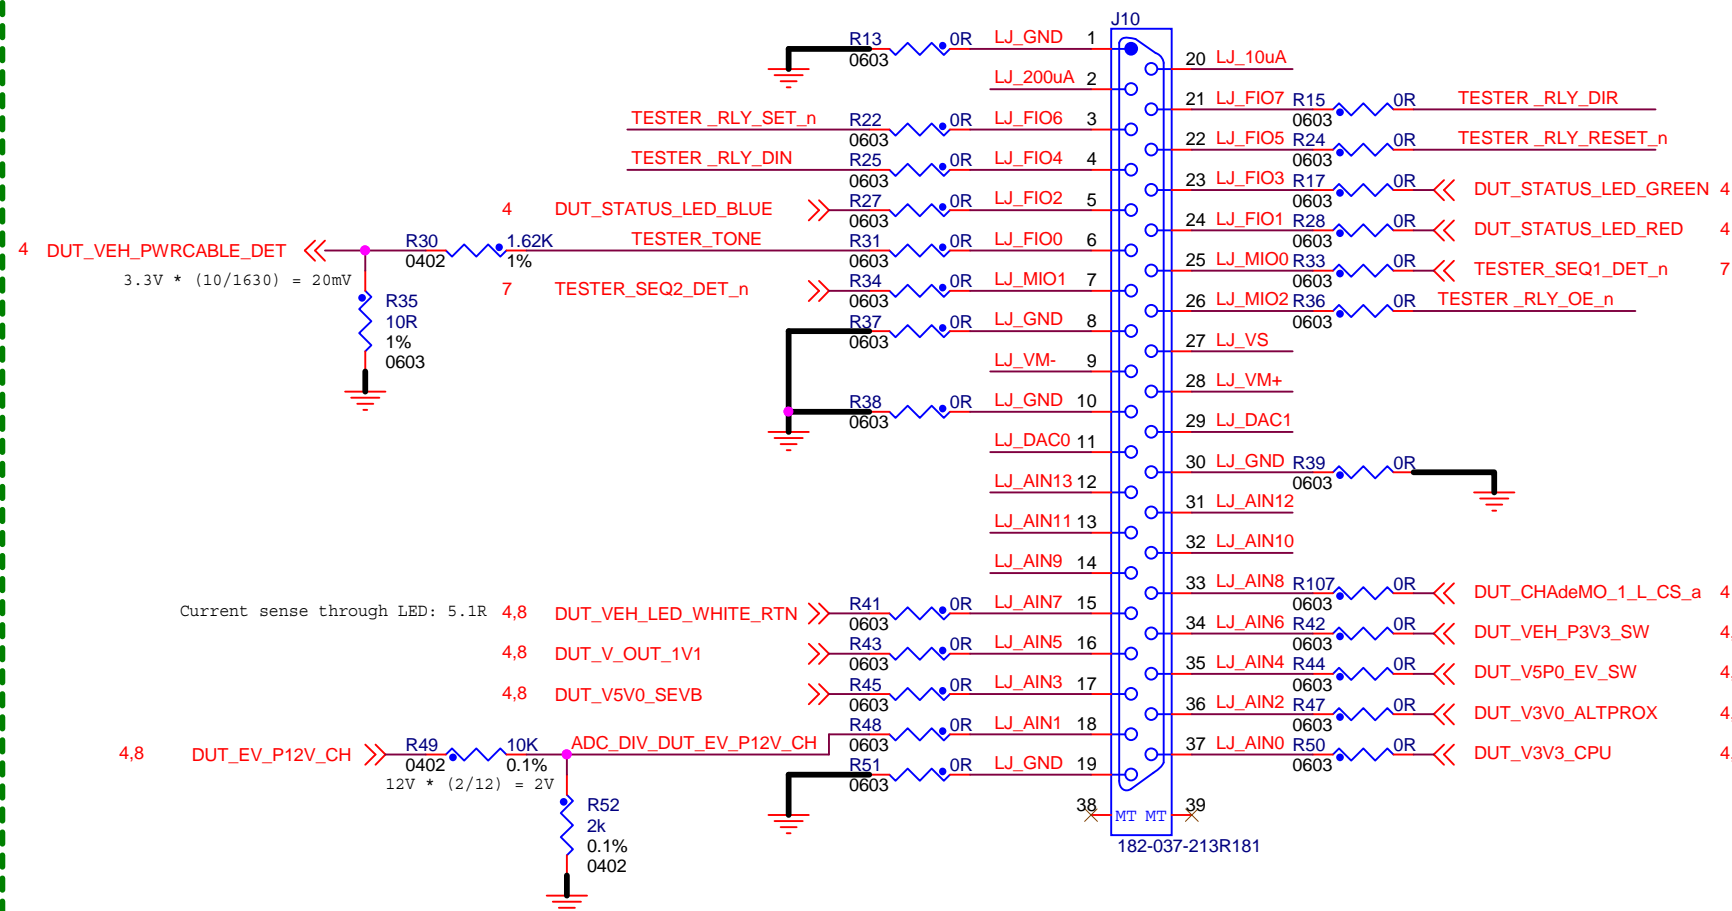 J10
R13 0R LJ_GND 1
0603
20 LJ_10uA
LJ_200uA 2
21 LJ_FIO7 R15 0R TESTER _RLY_DIR
0603
TESTER _RLY_SET_n R22 0R LJ_FIO6 3
0603
22 LJ_FIO5 R24 0R TESTER _RLY_RESET_n
0603
TESTER _RLY_DIN R25 0R LJ_FIO4 4
0603
23 LJ_FIO3 R17 0R DUT_STATUS_LED_GREEN 4
0603
4 DUT_STATUS_LED_BLUE R27 0R LJ_FIO2 5
0603
24 LJ_FIO1 R28 0R DUT_STATUS_LED_RED 4
0603
4 DUT_VEH_PWRCABLE_DET R30 1.62K TESTER_TONE R31 0R LJ_FIO0 6
0402 1% 0603
25 LJ_MIO0 R33 0R TESTER_SEQ1_DET_n 7
0603
3.3V * (10/1630) = 20mV
7 TESTER_SEQ2_DET_n R34 0R LJ_MIO1 7
0603
R35
10R
1%
0603
26 LJ_MIO2 R36 0R TESTER _RLY_OE_n
0603
R37 0R LJ_GND 8
0603
27 LJ_VS
LJ_VM- 9
28 LJ_VM+
R38 0R LJ_GND 10
0603
29 LJ_DAC1
LJ_DAC0 11
30 LJ_GND R39 0R
0603
LJ_AIN13 12
31 LJ_AIN12
LJ_AIN11 13
32 LJ_AIN10
LJ_AIN9 14
33 LJ_AIN8 R107 0R DUT_CHAdeMO_1_L_CS_a 4
0603
Current sense through LED: 5.1R 4,8 DUT_VEH_LED_WHITE_RTN R41 0R LJ_AIN7 15
0603
34 LJ_AIN6 R42 0R DUT_VEH_P3V3_SW 4,
0603
4,8 DUT_V_OUT_1V1 R43 0R LJ_AIN5 16
0603
35 LJ_AIN4 R44 0R DUT_V5P0_EV_SW 4,
0603
4,8 DUT_V5V0_SEVB R45 0R LJ_AIN3 17
0603
36 LJ_AIN2 R47 0R DUT_V3V0_ALTPROX 4,
0603
ADC_DIV_DUT_EV_P12V_CH R48 0R LJ_AIN1 18
0603
37 LJ_AIN0 R50 0R DUT_V3V3_CPU 4,
0603
4,8 DUT_EV_P12V_CH R49 10K
0402 0.1%
12V * (2/12) = 2V
R51 0R LJ_GND 19
0603
R52
2k
0.1%
0402
38 MT MT 39
182-037-213R181